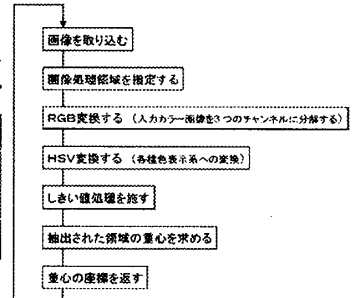 画像を取り込む
画像処理領域を指定する
RGB変換する（入力カラー画像を3つのチャンネルに分解する）
HSV変換する（各種色表示系への変換）
しきい値処理を施す
抽出された領域の重心を求める
重心の座標を返す